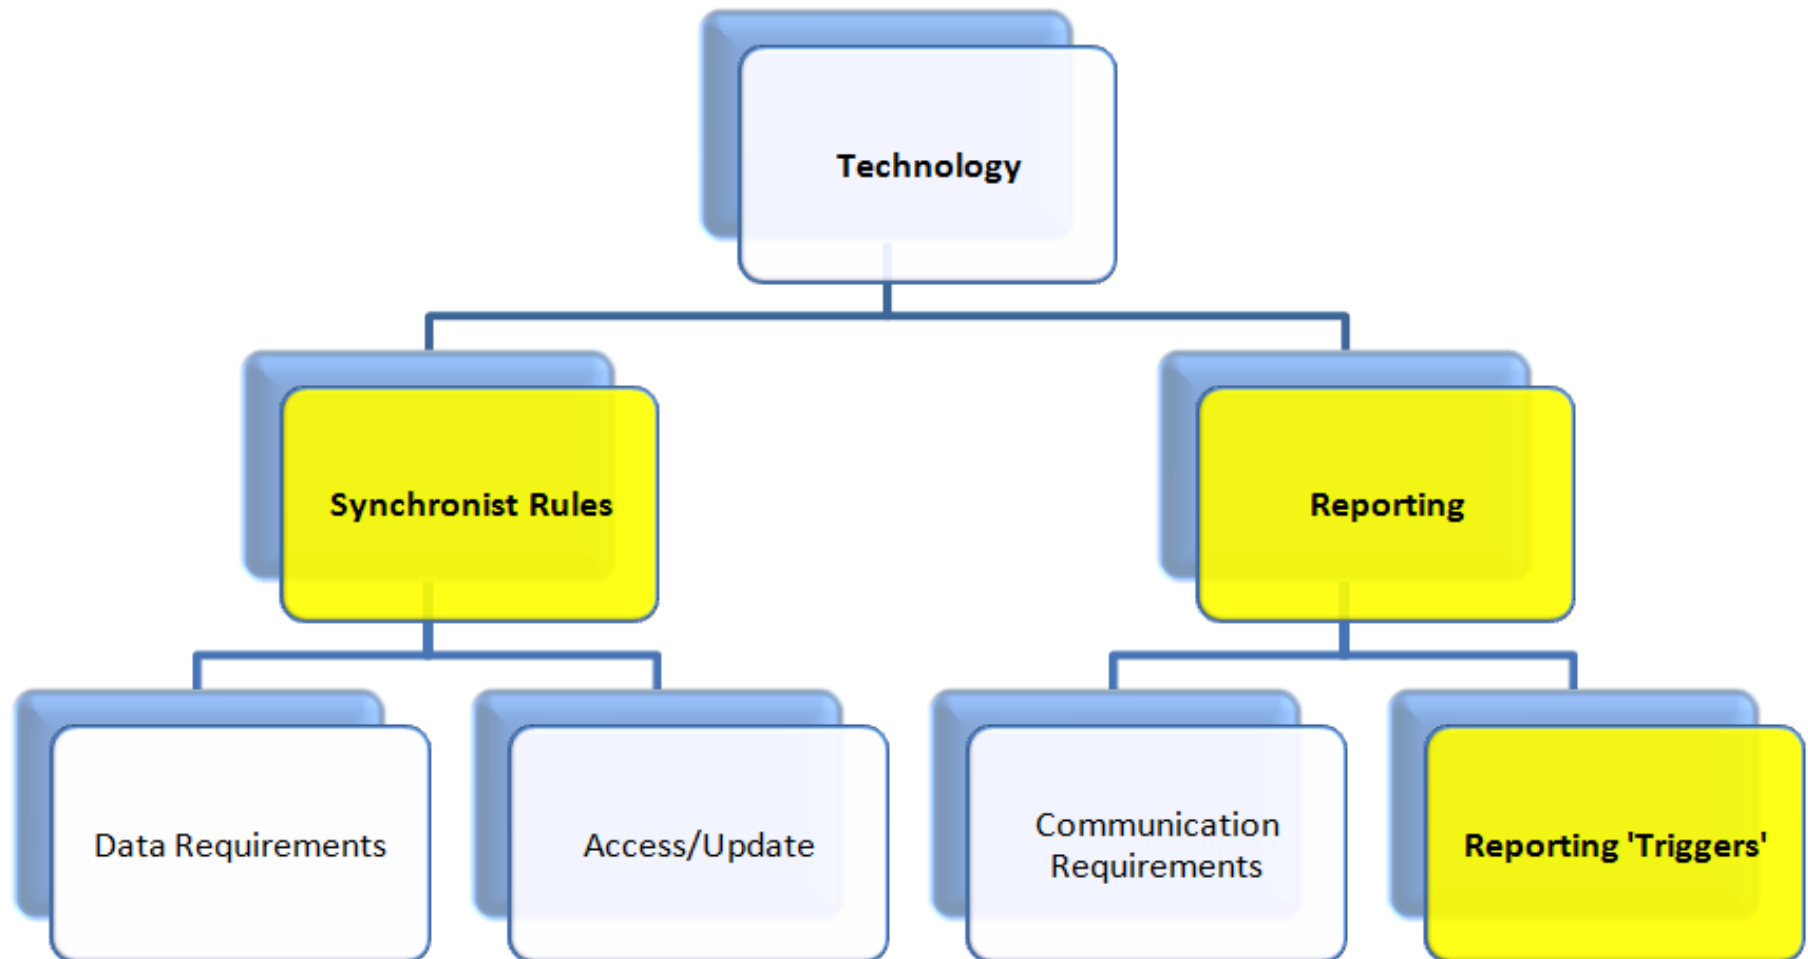 Technology
Synchronist Rules
Reporting
Data Requirements
Access/Update
Communication
Requirements
Reporting 'Triggers'